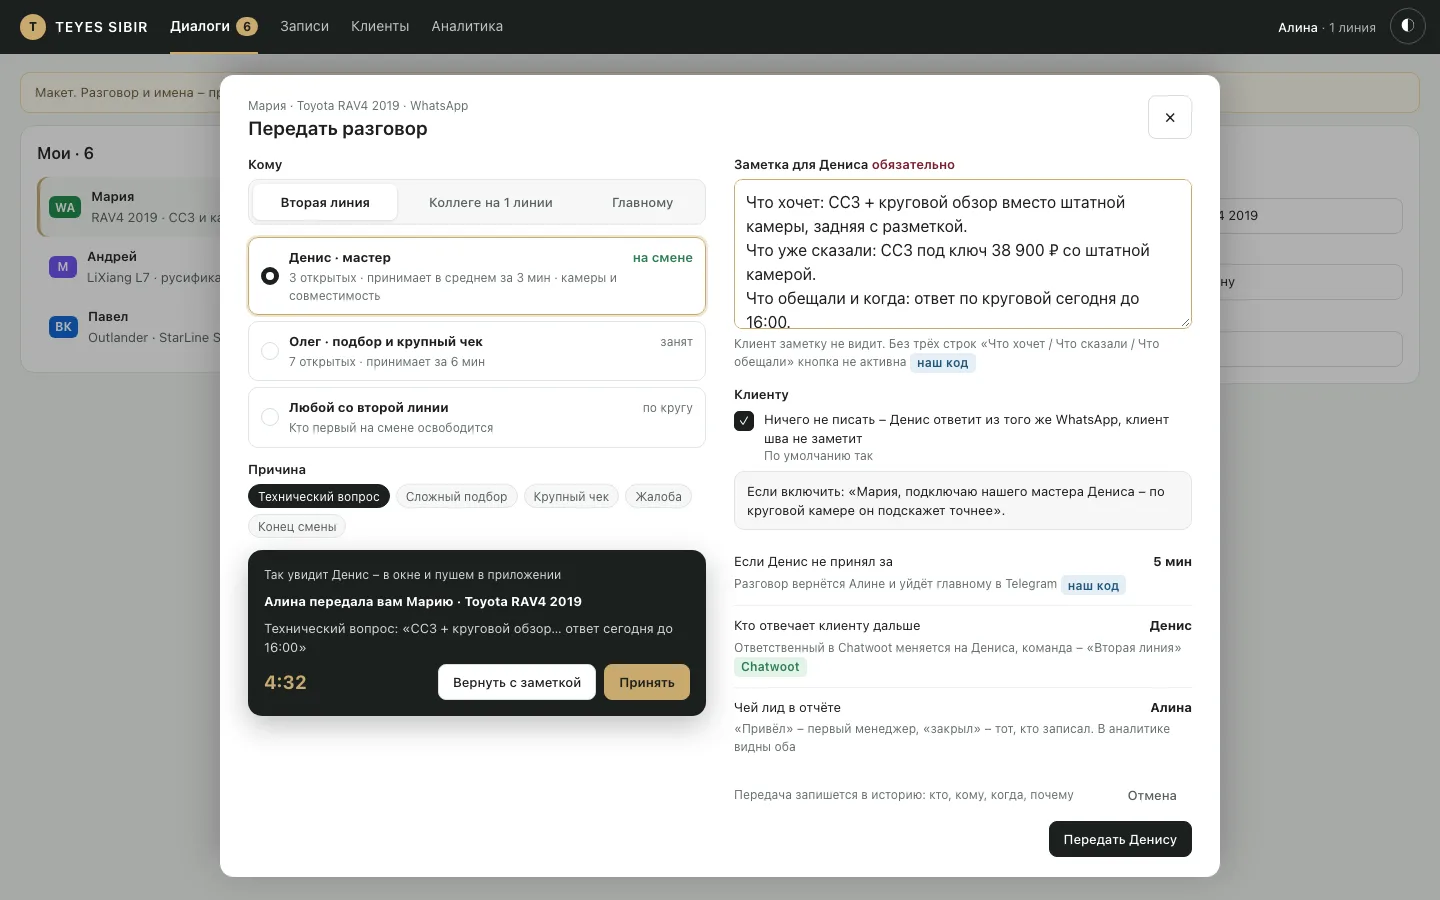 T TEYES SIBIR Диалоги 6 Записи Клиенты Аналитика Алина · 1 линия
Макет. Разговор и имена – пр
Мои · 6
WA Мария
RAV4 2019 · ССЗ и ка
М Андрей
LiXiang L7 · русифика
ВК Павел
Outlander · StarLine S
4 2019
ну
Мария · Toyota RAV4 2019 · WhatsApp
Передать разговор
×
Кому
Вторая линия Коллеге на 1 линии Главному
Денис · мастер на смене
3 открытых · принимает в среднем за 3 мин · камеры и
совместимость
Олег · подбор и крупный чек занят
7 открытых · принимает за 6 мин
Любой со второй линии по кругу
Кто первый на смене освободится
Причина
Технический вопрос Сложный подбор Крупный чек Жалоба
Конец смены
Так увидит Денис – в окне и пушем в приложении
Алина передала вам Марию · Toyota RAV4 2019
Технический вопрос: «ССЗ + круговой обзор… ответ сегодня до
16:00»
4:32 Вернуть с заметкой Принять
Заметка для Дениса обязательно
Что хочет: ССЗ + круговой обзор вместо штатной
камеры, задняя с разметкой.
Что уже сказали: ССЗ под ключ 38 900 ₽ со штатной
камерой.
Что обещали и когда: ответ по круговой сегодня до
16:00.
Клиент заметку не видит. Без трёх строк «Что хочет / Что сказали / Что
обещали» кнопка не активна наш код
Клиенту
Ничего не писать – Денис ответит из того же WhatsApp, клиент
шва не заметит
По умолчанию так
Если включить: «Мария, подключаю нашего мастера Дениса – по
круговой камере он подскажет точнее».
Если Денис не принял за 5 мин
Разговор вернётся Алине и уйдёт главному в Telegram наш код
Кто отвечает клиенту дальше Денис
Ответственный в Chatwoot меняется на Дениса, команда – «Вторая линия»
Chatwoot
Чей лид в отчёте Алина
«Привёл» – первый менеджер, «закрыл» – тот, кто записал. В аналитике
видны оба
Передача запишется в историю: кто, кому, когда, почему Отмена
Передать Денису